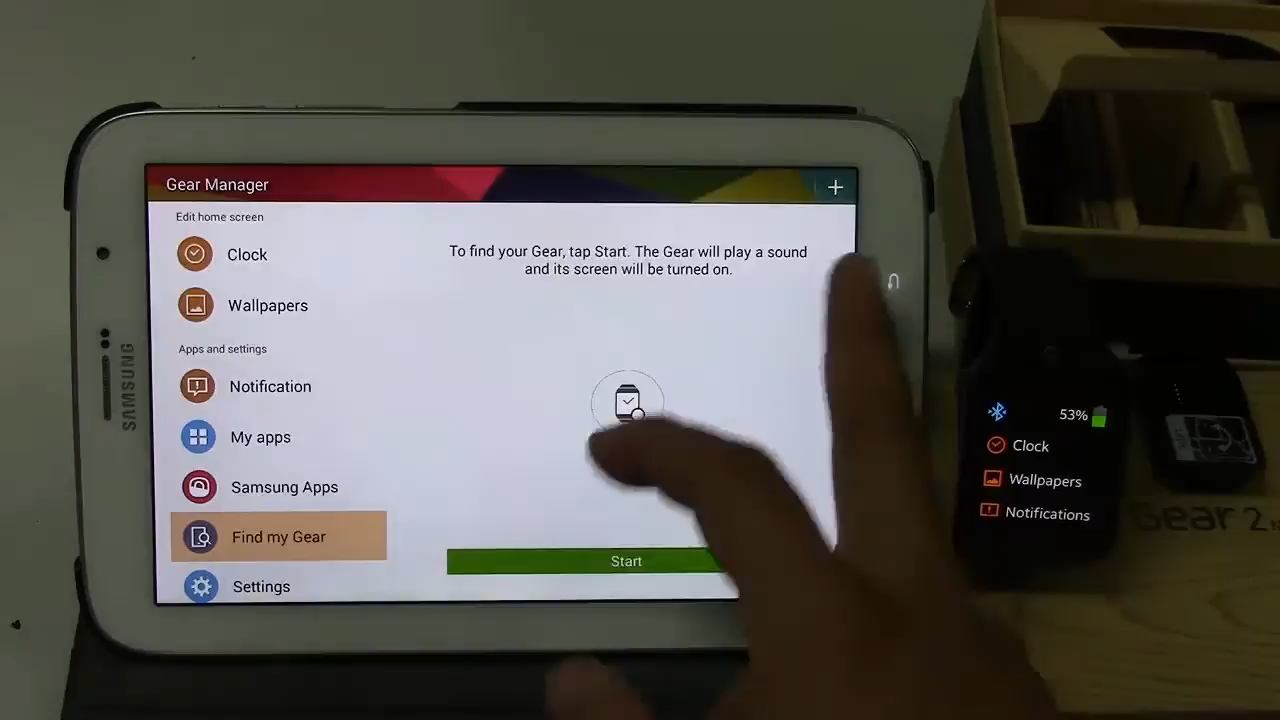 Gear Manager
+
Edit home screen
Clock
Wallpapers
Apps and settings
Notification
My apps
Samsung Apps
Find my Gear
Settings
To find your Gear, tap Start. The Gear will play a sound
and its screen will be turned on.
Start
SAMSUNG
53%
Clock
Wallpapers
Notifications
Gear 2